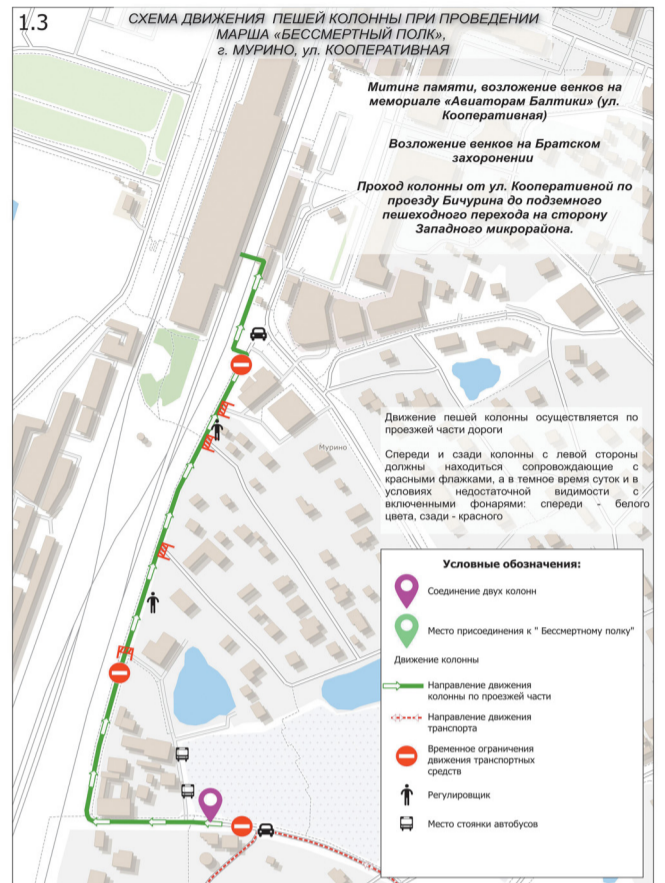 1.3
СХЕМА ДВИЖЕНИЯ ПЕШЕЙ КОЛОННЫ ПРИ ПРОВЕДЕНИИ
МАРША «БЕССМЕРТНЫЙ ПОЛК»,
г. МУРИНО, ул. КООПЕРАТИВНАЯ
Митинг памяти, возложение венков на
мемориале «Авиаторам Балтики» (ул.
Кооперативная)
Возложение венков на Братском
захоронении
Проход колонны от ул. Кооперативной по
проезду Бичурина до подземного
пешеходного перехода на сторону
Западного микрорайона.
Мурино
Движение пешей колонны осуществляется по
проезжей части дороги
Спереди и сзади колонны с левой стороны
должны находиться сопровождающие с
красными флажками, а в темное время суток и в
условиях недостаточной видимости с
включенными фонарями: спереди - белого
цвета, сзади - красного
Условные обозначения:
Соединение двух колонн
Место присоединения к " Бессмертному полку"
Движение колонны
Направление движения
колонны по проезжей части
Направление движения
транспорта
Временное ограничения
движения транспортных
средств
Регулировщик
Место стоянки автобусов